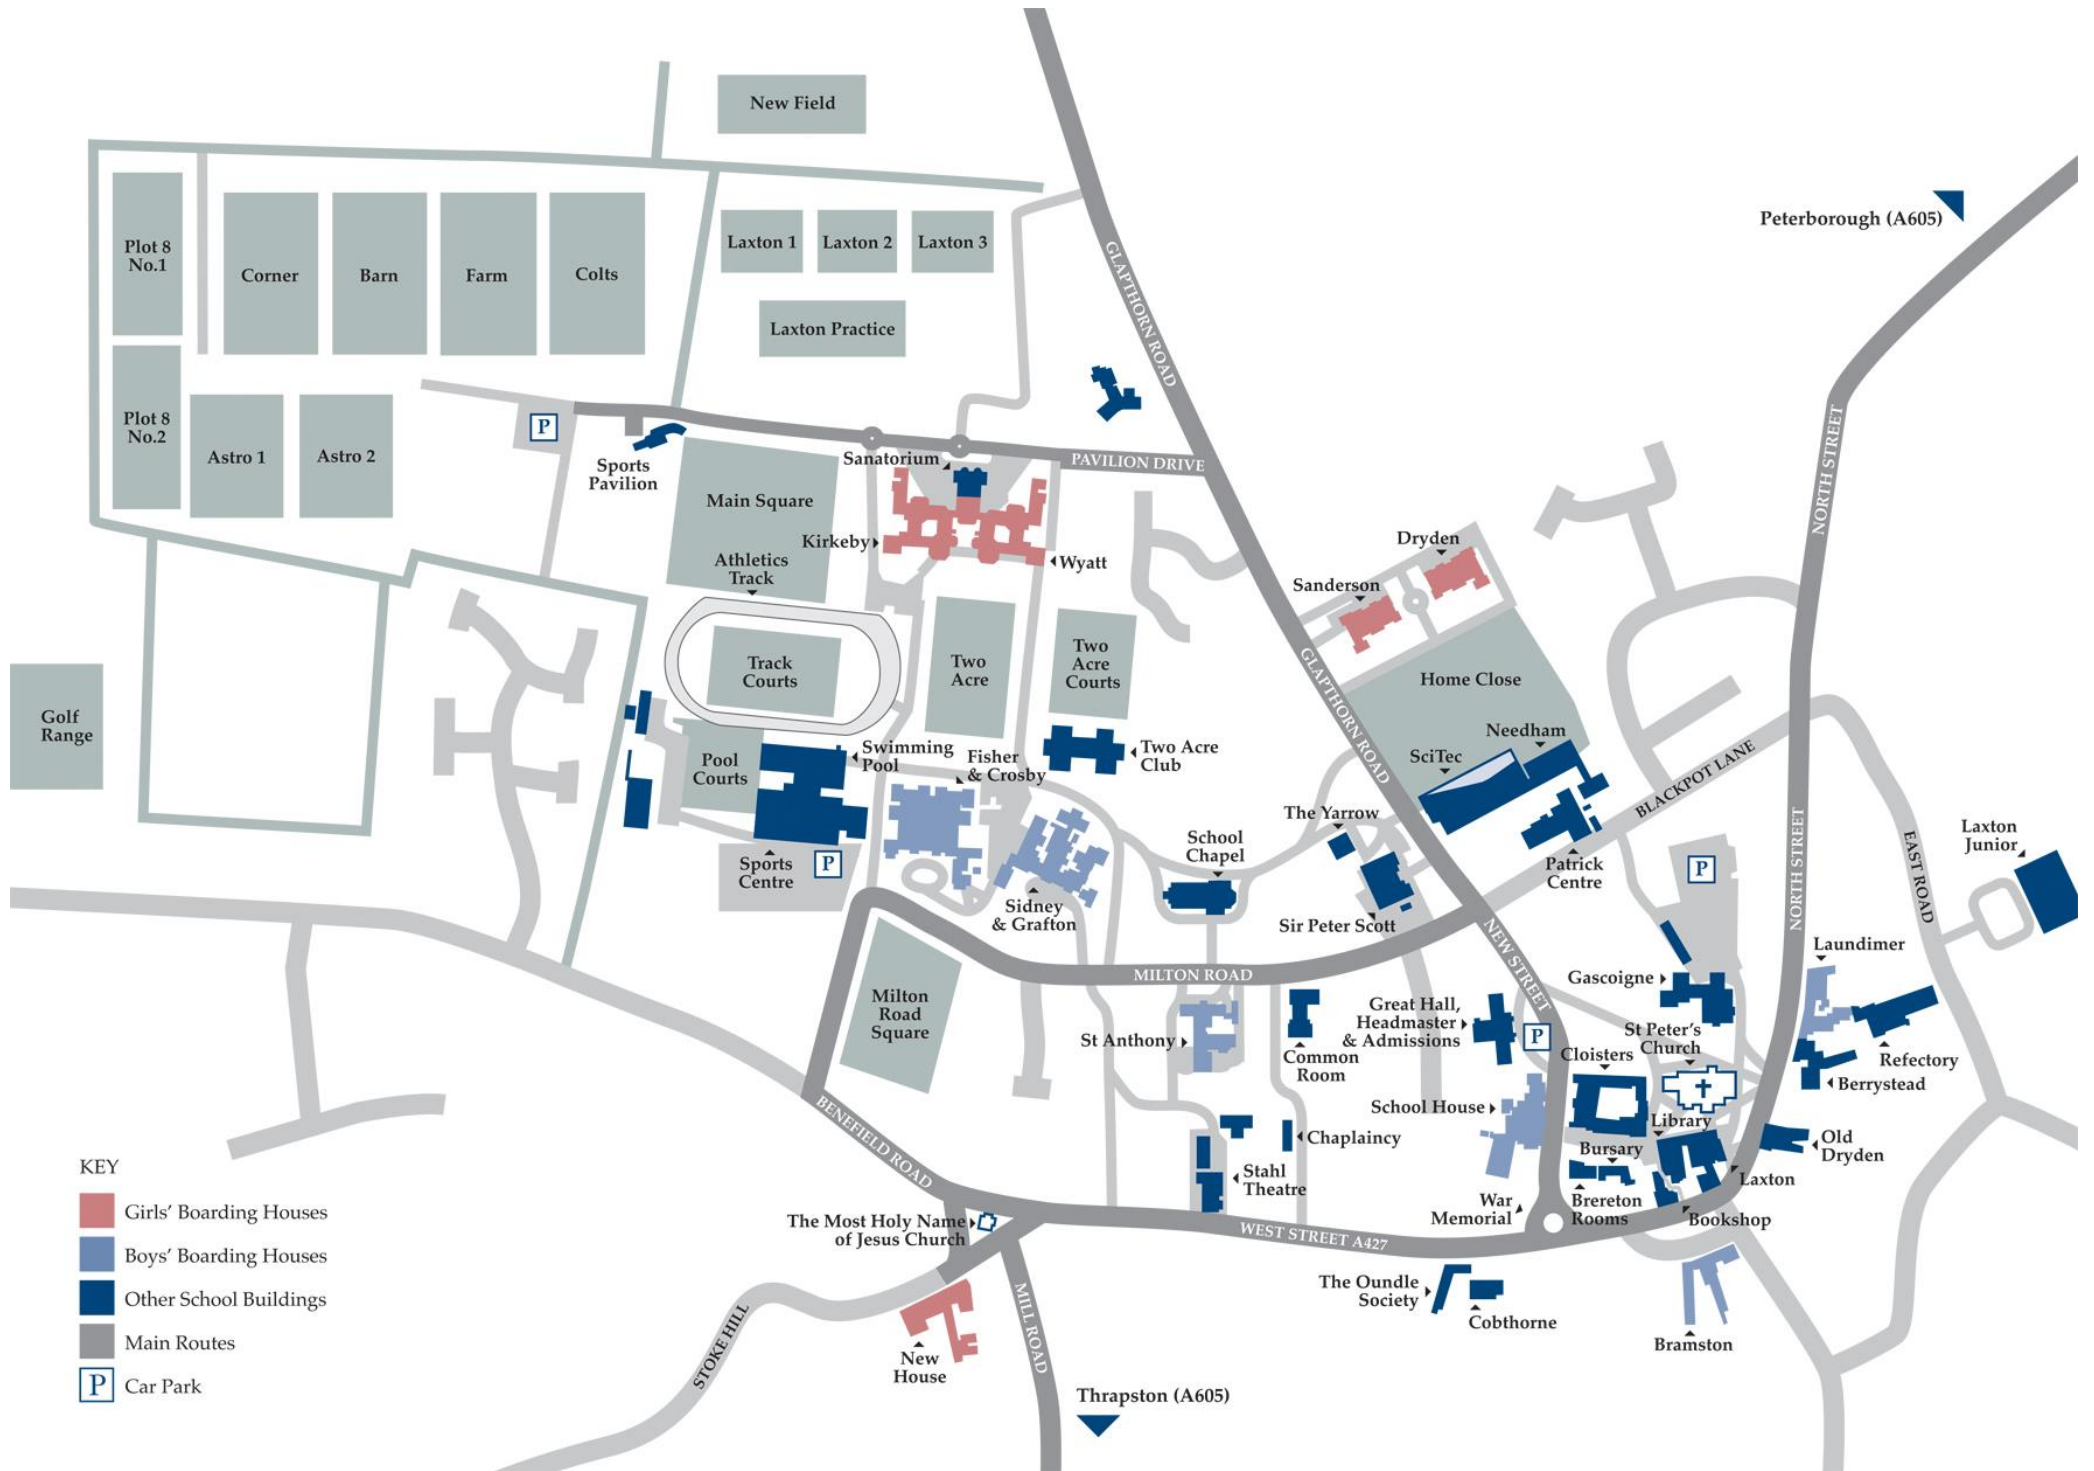 New Field
Plot 8
No.1
Corner
Barn
Farm
Colts
Laxton 1
Laxton 2
Laxton 3
Laxton Practice
GLAPTHORN ROAD
Peterborough (A605)
Plot 8
No.2
Astro 1
Astro 2
P
Sports
Pavilion
Main Square
Sanatorium
PAVILION DRIVE
NORTH STREET
Kirkeby
Wyatt
Athletics
Track
Dryden
Sanderson
Track
Courts
Two
Acre
Two
Acre
Courts
GLAPTHORN ROAD
Home Close
Golf
Range
Pool
Courts
Swimming
Pool
Fisher
& Crosby
Two Acre
Club
Needham
SciTec
BLACKPOT LANE
The Yarrow
School
Chapel
Patrick
Centre
P
NORTH STREET
EAST ROAD
Laxton
Junior
Sports
Centre
P
Sidney
& Grafton
Sir Peter Scott
NEW STREET
Laundimer
MILTON ROAD
Gascoigne
Milton
Road
Square
St Anthony
Common
Room
Great Hall,
Headmaster
& Admissions
P
St Peter's
Church
Cloisters
Refectory
Berrystead
School House
Library
Chaplaincy
Bursary
Old
Dryden
BENEFIELD ROAD
Stahl
Theatre
War
Memorial
Brereton
Rooms
Laxton
Bookshop
The Most Holy Name
of Jesus Church
WEST STREET A427
The Oundle
Society
Cobthorne
Bramston
STOKE HILL
MILL ROAD
New
House
Thrapston (A605)
KEY
Girls' Boarding Houses
Boys' Boarding Houses
Other School Buildings
Main Routes
P Car Park